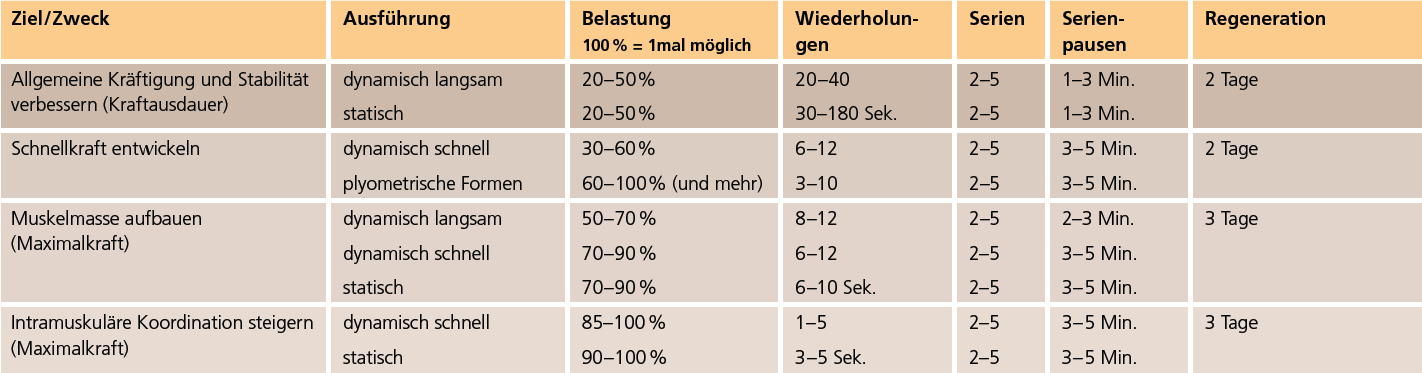 Ziel/Zweck Ausführung Belastung Wiederholun- Serien Serien- Regeneration
100 % = 1mal möglich gen pausen
Allgemeine Kräftigung und Stabilität dynamisch langsam 20–50 % 20–40 2–5 1–3 Min. 2 Tage
verbessern (Kraftausdauer) statisch 20–50 % 30–180 Sek. 2–5 1–3 Min.
Schnellkraft entwickeln dynamisch schnell 30–60 % 6–12 2–5 3–5 Min. 2 Tage
plyometrische Formen 60–100 % (und mehr) 3–10 2–5 3–5 Min.
Muskelmasse aufbauen dynamisch langsam 50–70 % 8–12 2–5 2–3 Min. 3 Tage
(Maximalkraft) dynamisch schnell 70–90 % 6–12 2–5 3–5 Min.
statisch 70–90 % 6–10 Sek. 2–5 3–5 Min.
Intramuskuläre Koordination steigern dynamisch schnell 85–100 % 1–5 2–5 3–5 Min. 3 Tage
(Maximalkraft) statisch 90–100 % 3–5 Sek. 2–5 3–5 Min.